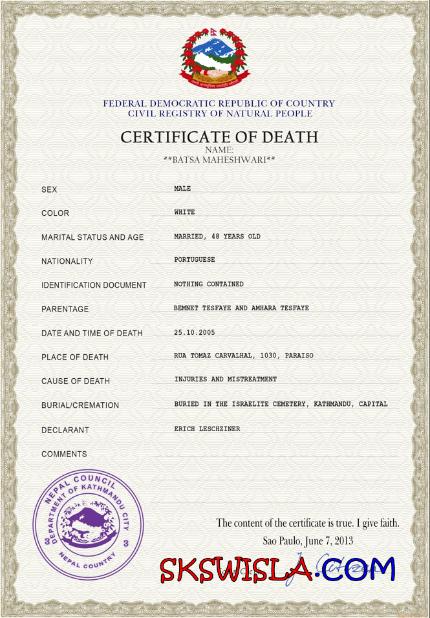 FEDERAL DEMOCRATIC REPUBLIC OF COUNTRY
CIVIL REGISTRY OF NATURAL PEOPLE
CERTIFICATE OF DEATH
NAME:
**BATSA MAHESHWARI**
SEX MALE
COLOR WHITE
MARITAL STATUS AND AGE MARRIED, 48 YEARS OLD
NATIONALITY PORTUGUESE
IDENTIFICATION DOCUMENT NOTHING CONTAINED
PARENTAGE BEMNET TESFAYE AND AMHARA TESFAYE
DATE AND TIME OF DEATH 25.10.2005
PLACE OF DEATH RUA TOMAZ CARVALHAL, 1030, PARAISO
CAUSE OF DEATH INJURIES AND MISTREATMENT
BURIAL/CREMATION BURIED IN THE ISRAELITE CEMETERY, KATHMANDU, CAPITAL
DECLARANT ERICH LESCHZINER
COMMENTS
NEPAL COUNCIL
DEPARTMENT OF KATHMANDU CITY
3 3
NEPAL COUNTRY
The content of the certificate is true. I give faith.
Sao Paulo, June 7, 2013
SKSWISLA.COM